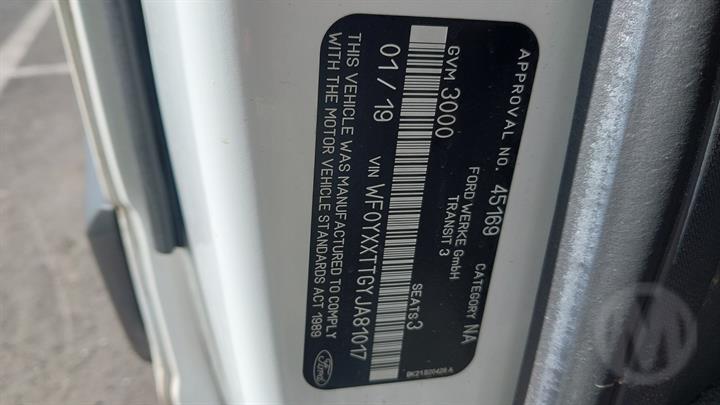 APPROVAL NO. 45169 CATEGORY NA
FORD WERKE GmbH
TRANSIT 3
GVM 3000 SEATS 3
01/19 VIN WF0YXXTTGYJA81017
THIS VEHICLE WAS MANUFACTURED TO COMPLY
WITH THE MOTOR VEHICLE STANDARDS ACT 1989
Ford
M